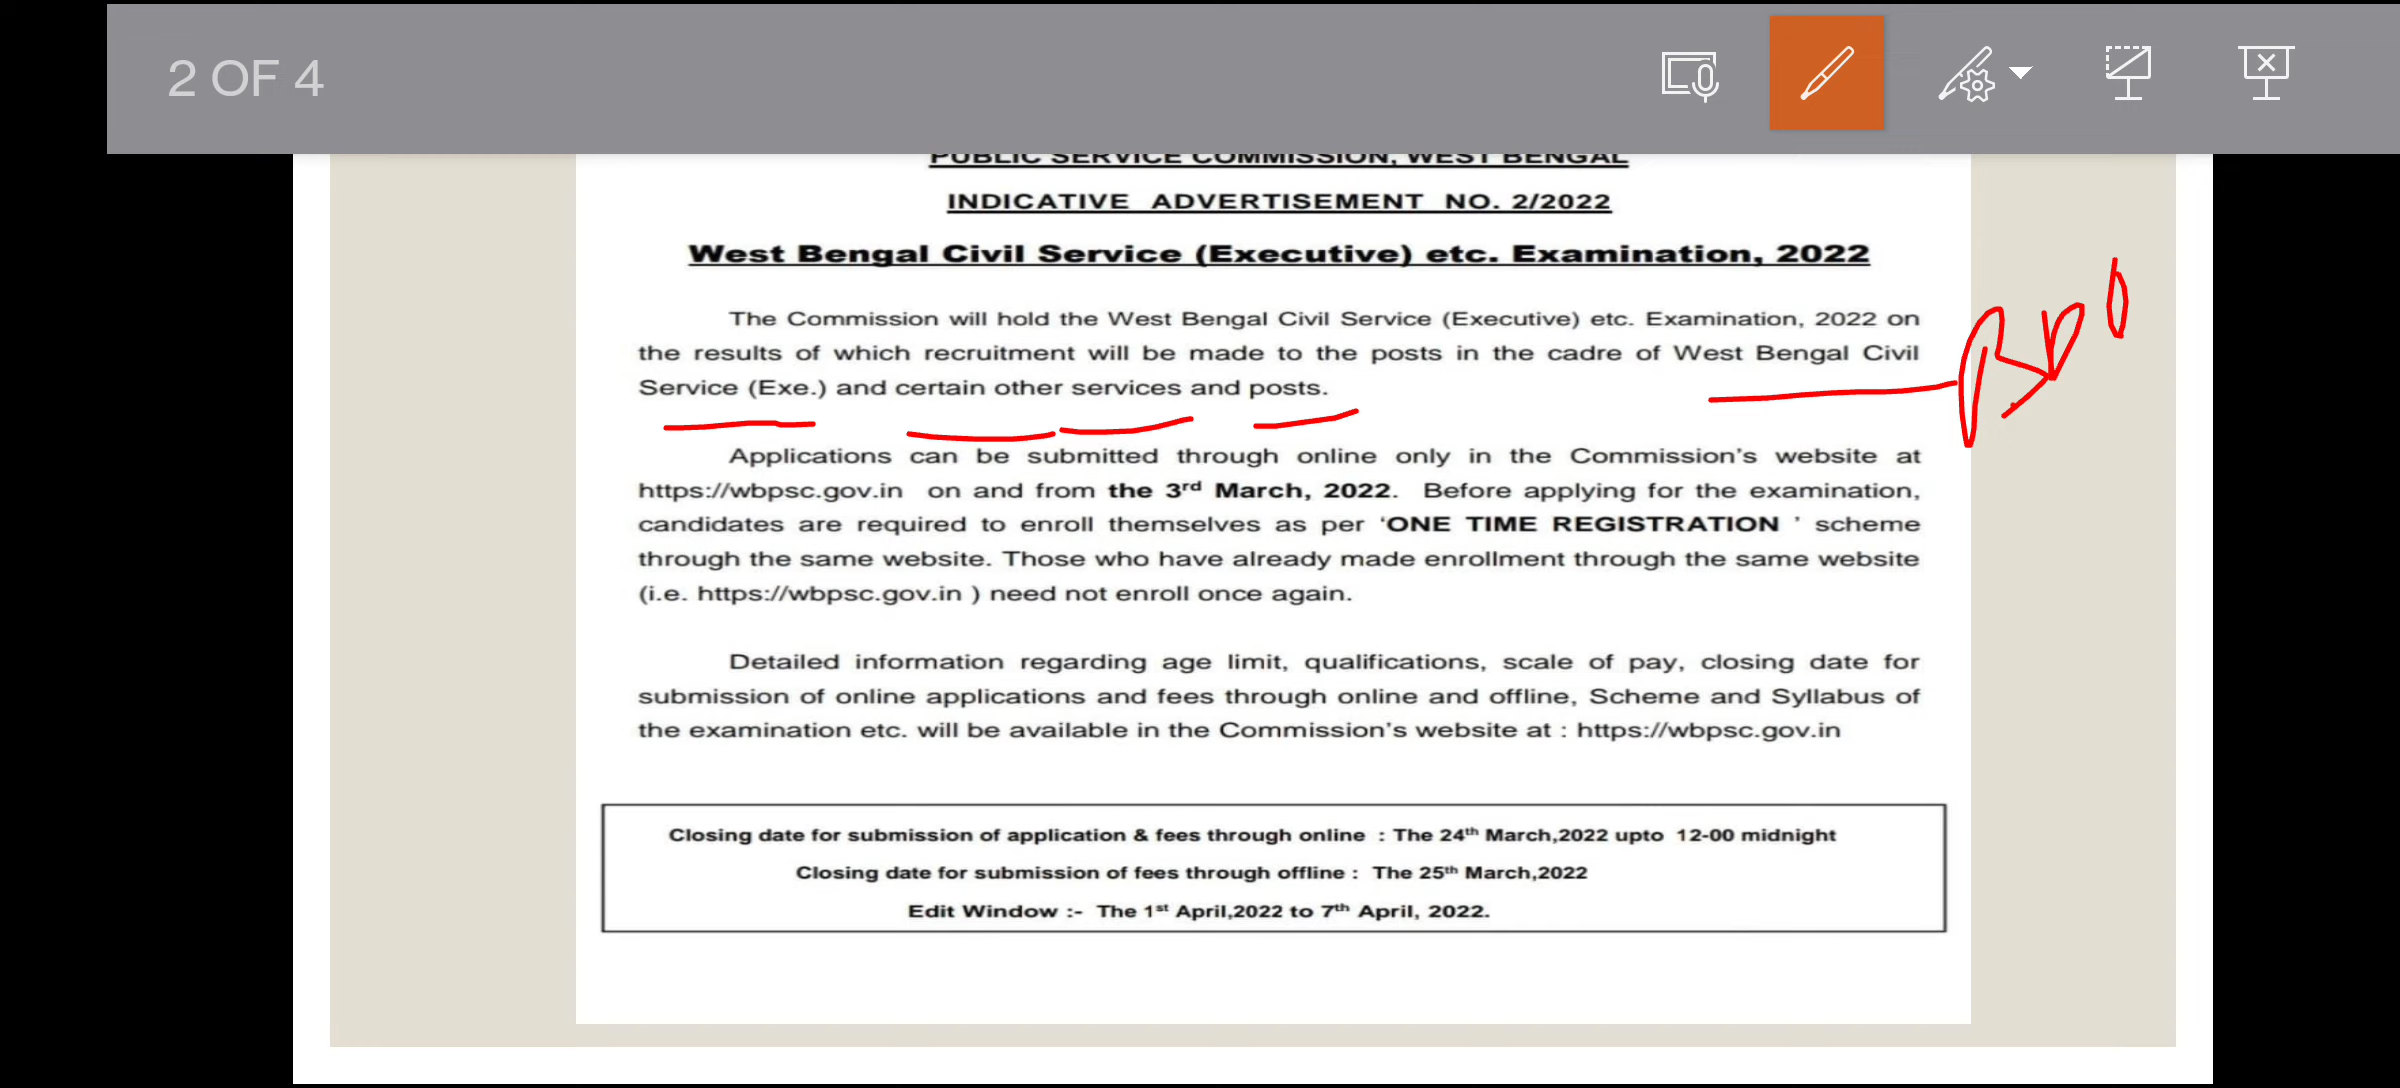 2 OF 4
PUBLIC SERVICE COMMISSION, WEST BENGAL
INDICATIVE ADVERTISEMENT NO. 2/2022
West Bengal Civil Service (Executive) etc. Examination, 2022
The Commission will hold the West Bengal Civil Service (Executive) etc. Examination, 2022 on
the results of which recruitment will be made to the posts in the cadre of West Bengal Civil
Service (Exe.) and certain other services and posts.
BDO
Applications can be submitted through online only in the Commission's website at
https://wbpsc.gov.in on and from the 3rd March, 2022. Before applying for the examination,
candidates are required to enroll themselves as per ‘ONE TIME REGISTRATION ’ scheme
through the same website. Those who have already made enrollment through the same website
(i.e. https://wbpsc.gov.in ) need not enroll once again.
Detailed information regarding age limit, qualifications, scale of pay, closing date for
submission of online applications and fees through online and offline, Scheme and Syllabus of
the examination etc. will be available in the Commission's website at : https://wbpsc.gov.in
Closing date for submission of application & fees through online : The 24th March,2022 upto 12-00 midnight
Closing date for submission of fees through offline : The 25th March,2022
Edit Window :- The 1st April,2022 to 7th April, 2022.